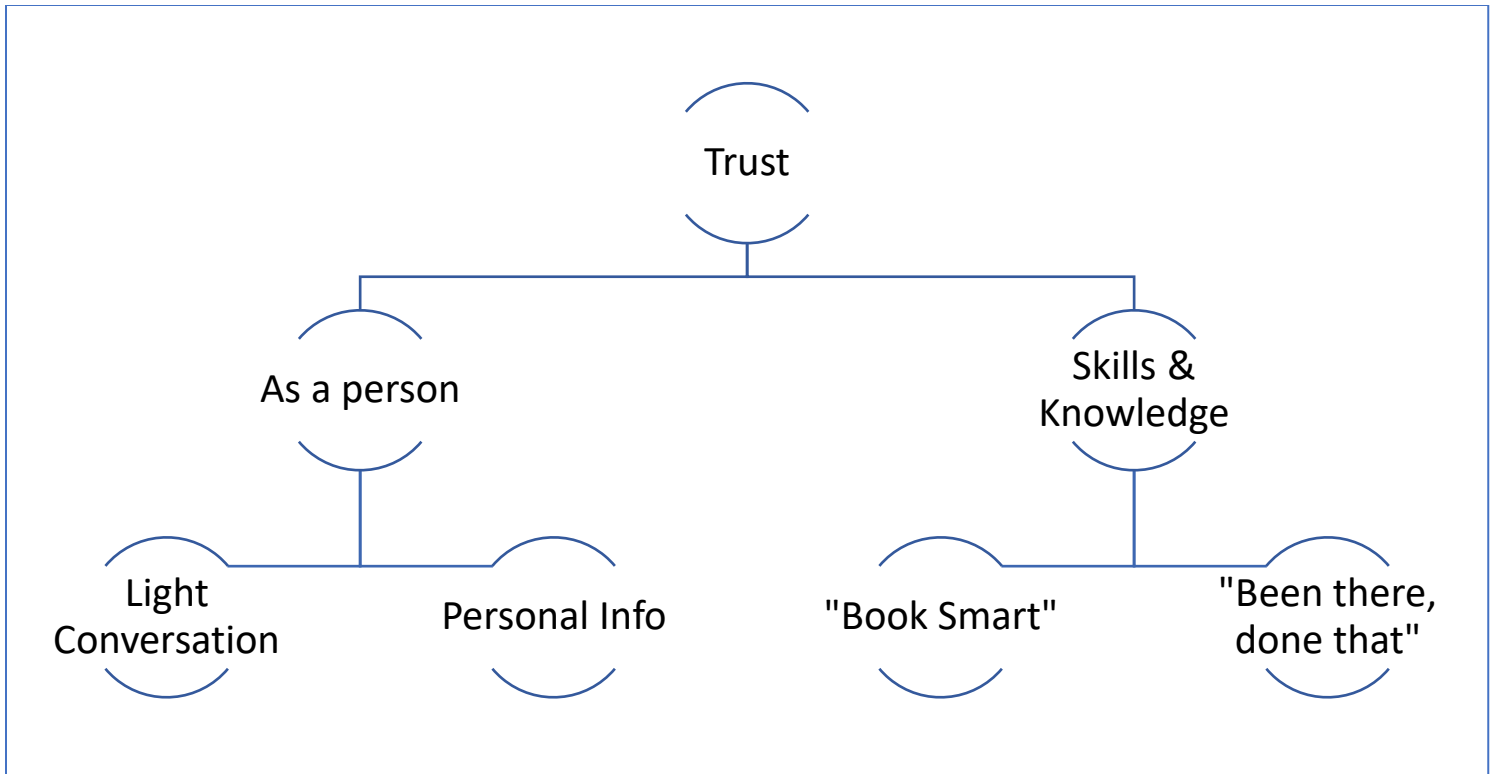 Trust
As a person
Skills &
Knowledge
Light
Conversation
Personal Info
"Book Smart"
"Been there,
done that"